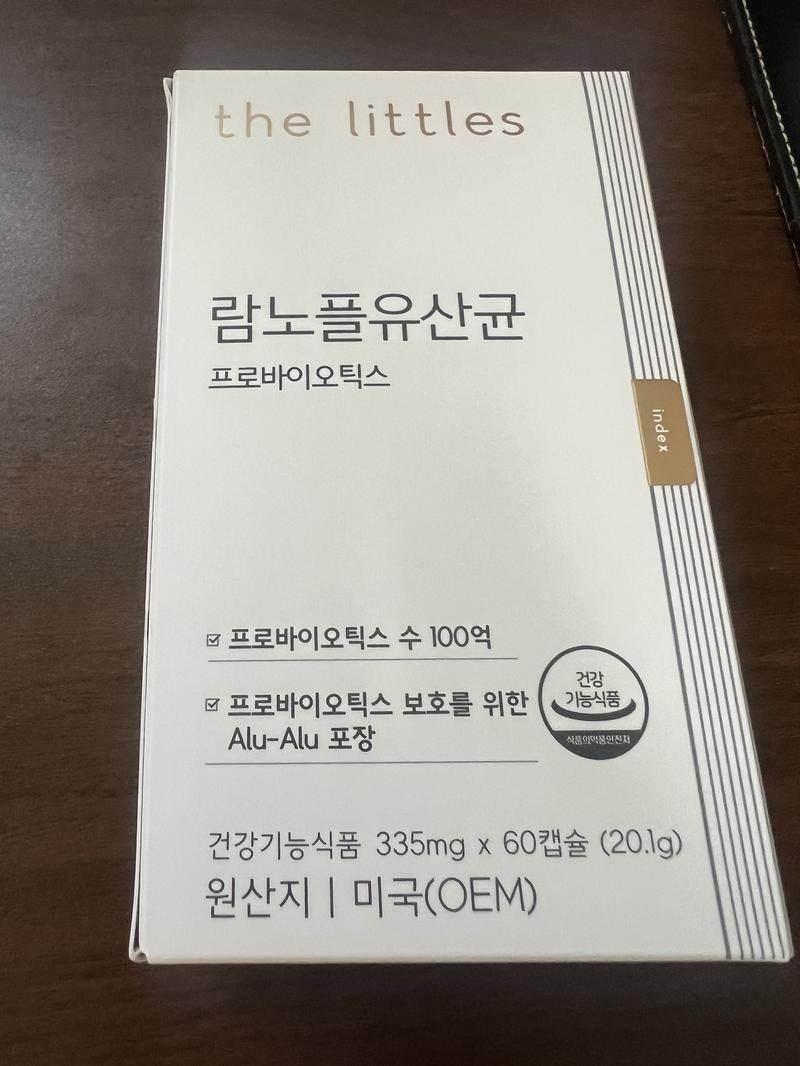 the littles
람노플유산균
프로바이오틱스
index
프로바이오틱스 수 100억
프로바이오틱스 보호를 위한
Alu-Alu 포장
건강
기능식품
식품의약품안전처
건강기능식품 335mg x 60캡슐 (20.1g)
원산지 | 미국(OEM)